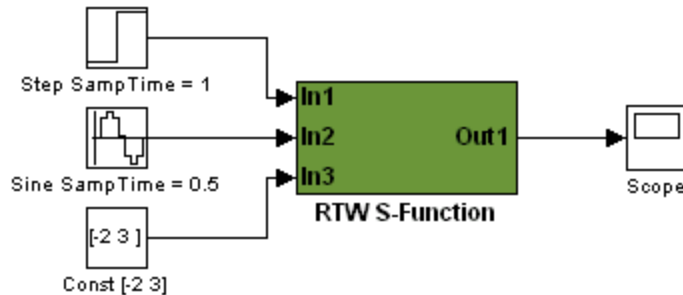 Step SampTime = 1
In1
In2
Out1
Sine SampTime = 0.5
In3
Scope
RTW S-Function
[-2 3 ]
Const [-2 3]